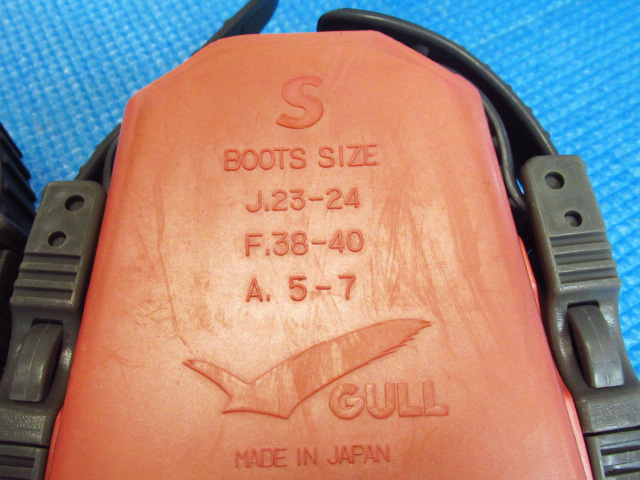 S
BOOTS SIZE
J.23-24
F.38-40
A. 5-7
GULL
MADE IN JAPAN